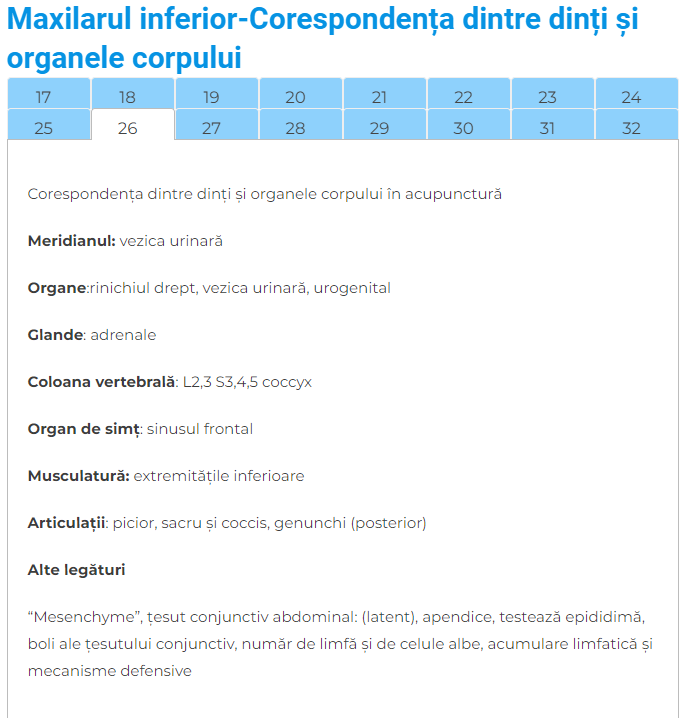 Maxilarul inferior-Corespondența dintre dinți și
organele corpului
17 18 19 20 21 22 23 24
25 26 27 28 29 30 31 32
Corespondența dintre dinți și organele corpului în acupunctură
Meridianul: vezica urinară
Organe:rinichiul drept, vezica urinară, urogenital
Glande: adrenale
Coloana vertebrală: L2,3 S3,4,5 coccyx
Organ de simț: sinusul frontal
Musculatură: extremitățile inferioare
Articulații: picior, sacru și coccis, genunchi (posterior)
Alte legături
“Mesenchyme”, țesut conjunctiv abdominal: (latent), apendice, testează epididimă,
boli ale țesutului conjunctiv, număr de limfă și de celule albe, acumulare limfatică și
mecanisme defensive